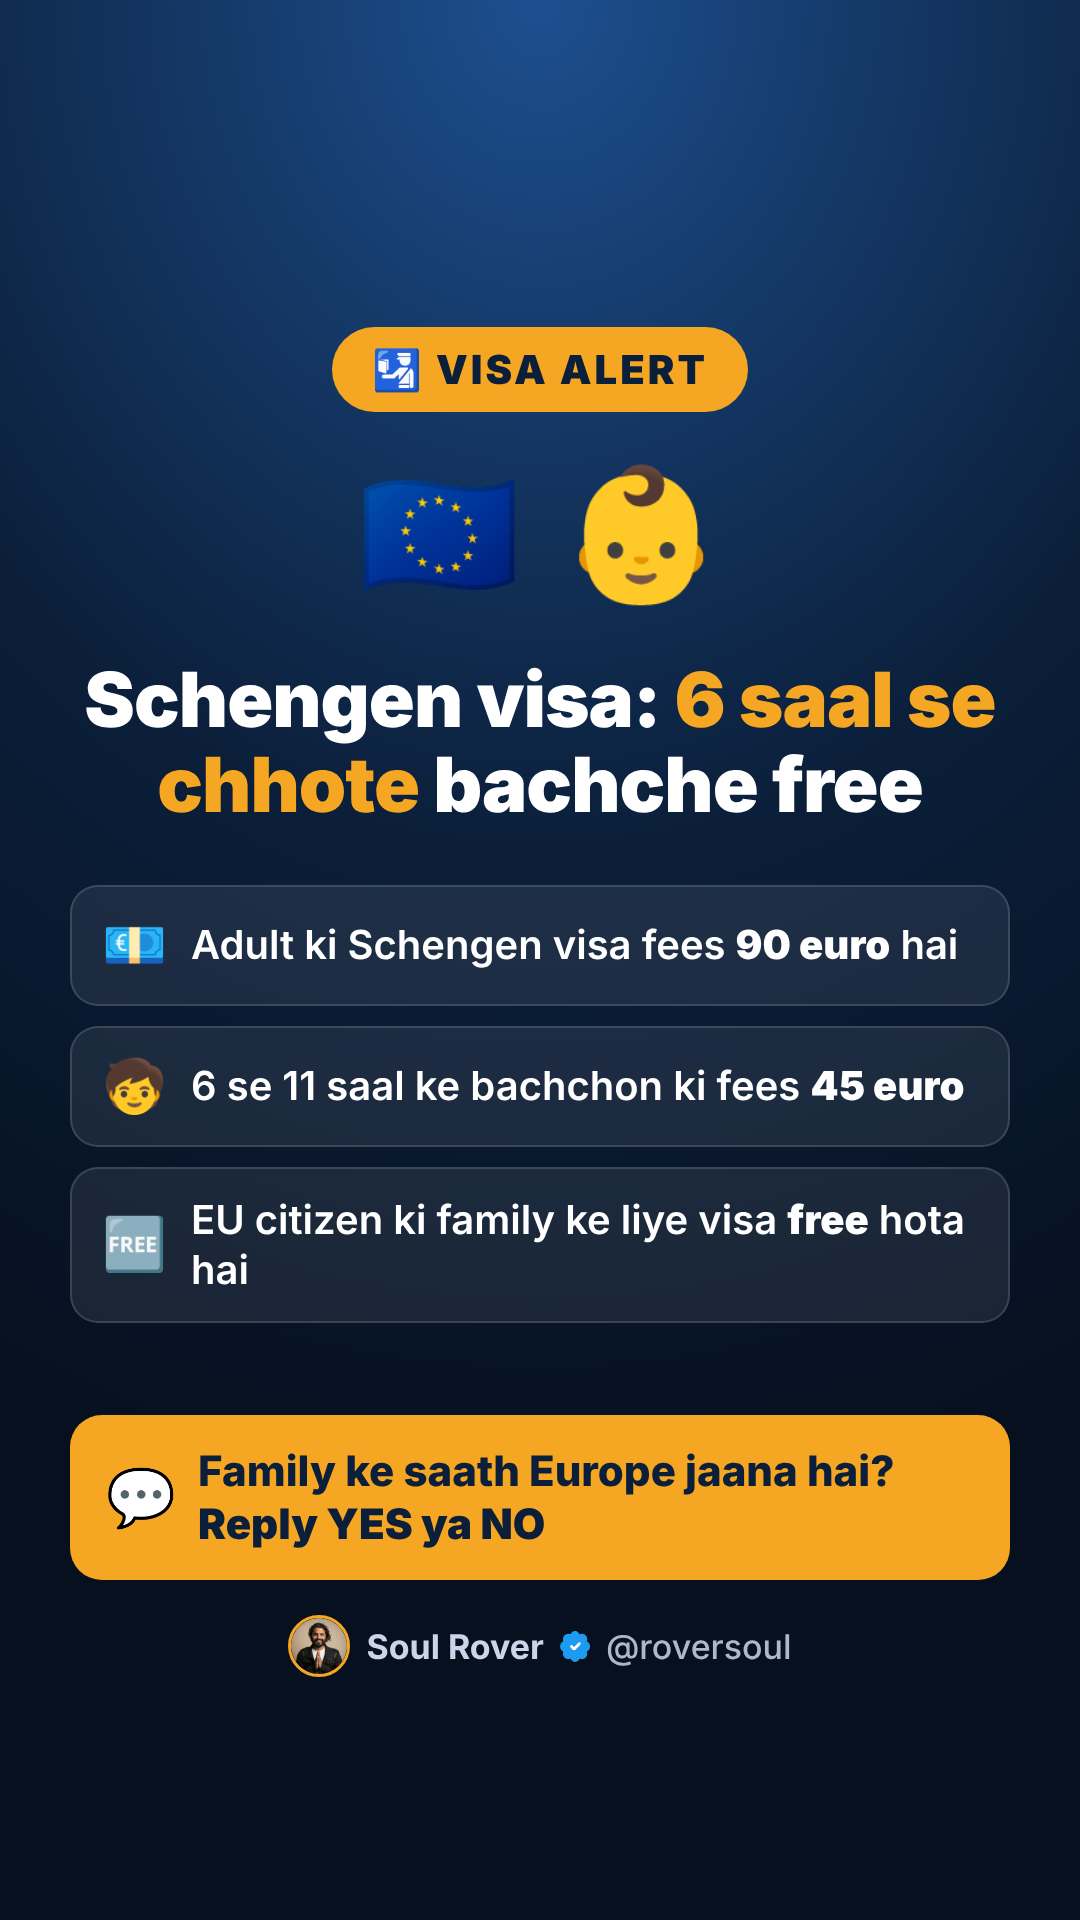 VISA ALERT
Schengen visa: 6 saal se
chhote bachche free
Adult ki Schengen visa fees 90 euro hai
6 se 11 saal ke bachchon ki fees 45 euro
FREE
EU citizen ki family ke liye visa free hota
hai
Family ke saath Europe jaana hai?
Reply YES ya NO
Soul Rover @roversoul